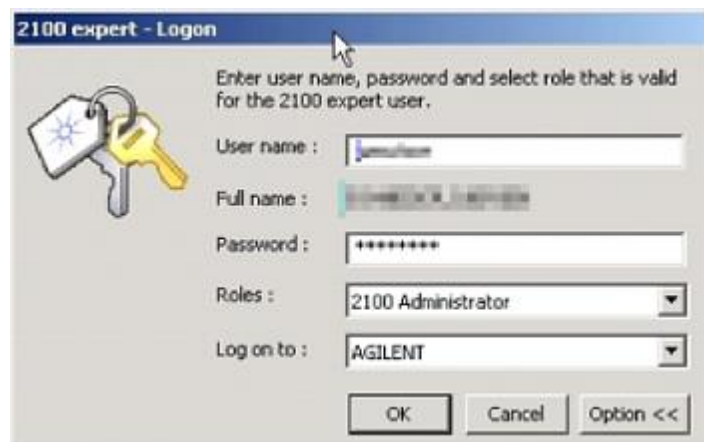 2100 expert - Logon
Enter user name, password and select role that is valid
for the 2100 expert user.
User name :
Full name :
Password : ********
Roles : 2100 Administrator
Log on to : AGILENT
OK Cancel Option <<